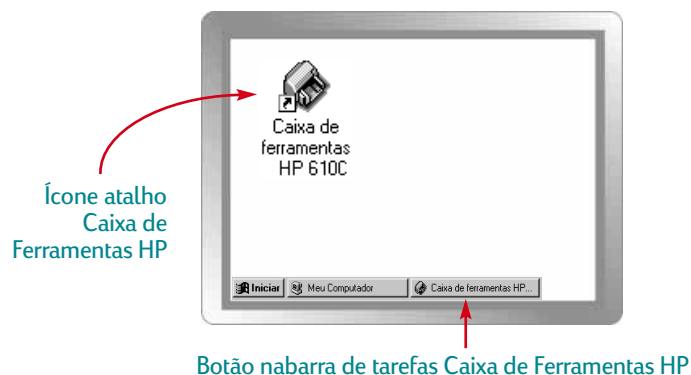 Caixa de
ferramentas
HP 610C
Ícone atalho
Caixa de
Ferramentas HP
Iniciar
Meu Computador
Caixa de ferramentas HP...
Botão nabarra de tarefas Caixa de Ferramentas HP